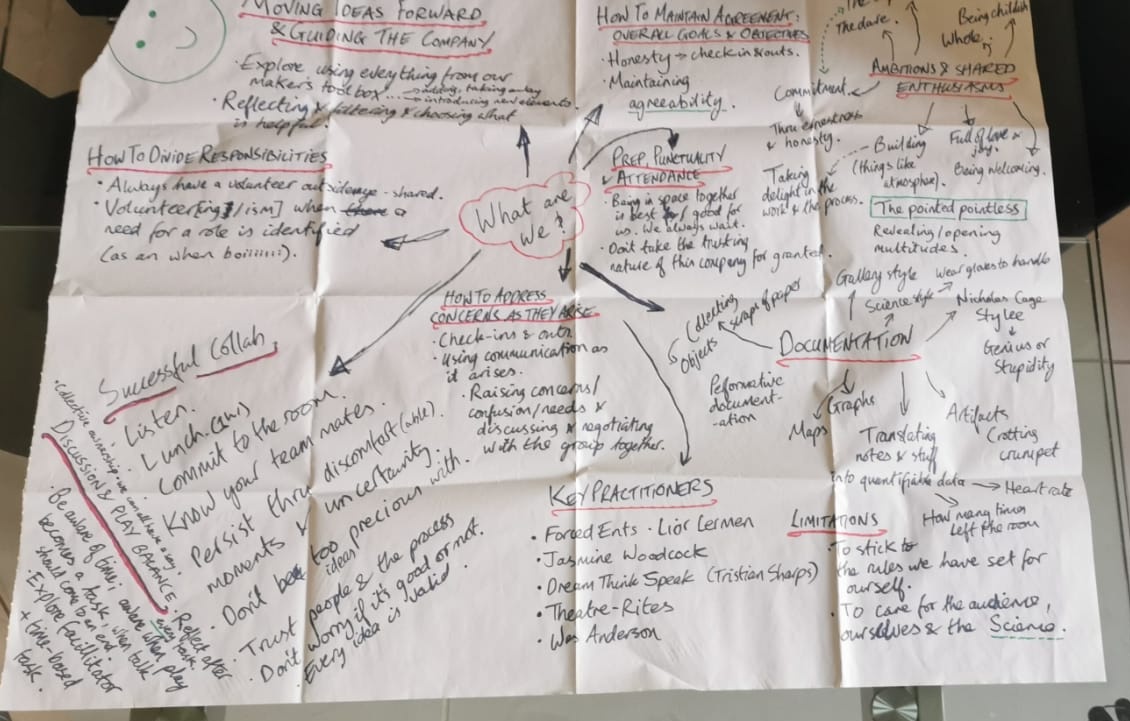 MOVING IDEAS FORWARD
& GUIDING THE COMPANY
· Explore using everything from our
makers toolbox... → adding, taking away
→ introducing new elements.
· Reflecting & filtering & choosing what
is helpful.
HOW TO MAINTAIN AGREEMENT:
OVERALL GOALS & OBJECTIVES
· Honesty → check in & outs.
· Maintaining
agreeability.
The dare.
Being childish
Whole.
AMBITIONS & SHARED
ENTHUSIASMS
Commitment.
Thru earnestness
& honesty.
Building
(things like
atmosphere).
Full of love &
joy.
Being welcoming.
Taking
delight in the
work & the process.
The pointed pointless
Revealing/opening
multitudes.
HOW TO DIVIDE RESPONSIBILITIES
· Always have a volunteer outside eye - shared.
· Volunteer[ing]/ism] when a
need for a role is identified
(as an when boiiiiiii).
What are
we?
PREP, PUNCTUALITY
& ATTENDANCE
· Being in space together
is best / good for
us. We always wait.
· Don't take the trusting
nature of this company for granted.
HOW TO ADDRESS
CONCERNS AS THEY ARISE
· Check-ins & outs.
· Using communication as
it arises.
· Raising concerns/
confusion/needs &
discussing & negotiating
with the group together.
DOCUMENTATION
Collecting
scraps of paper
Objects
Gallery style
Science style
Wear gloves to handle
Nicholas Cage
Stylee
Genius or
Stupidity
Peformative
document-
ation
Maps
Graphs
Translating
notes & stuff
into quantifiable data → Heart rate
How many times
left the room
Artifacts
Crotting
crumpet
Successful Collab
Listen.
Lunch.
Commit to the room.
Know your team mates.
Persist thru discomfort(able).
moments & uncertainty.
· Don't be too precious with
ideas
Trust people & the process
· Don't worry if it's good or not.
· Every idea is valid.
· Collective ownership - we can all have a say.
DISCUSSION & PLAY BALANCE
· Be aware of time; aware when play
becomes a task, when talk
should come to an end.
· Reflect after
every task.
· Explore facillitator
+ time-based
task.
KEY PRACTITIONERS
· Forced Ents · Lior Lerman
· Jasmine Woodcock
· Dream Think Speak (Tristian Sharps)
· Theatre-Rites
· Wes Anderson
LIMITATIONS
· To stick to
the rules we have set for
ourself.
· To care for the audience,
ourselves & the Science.